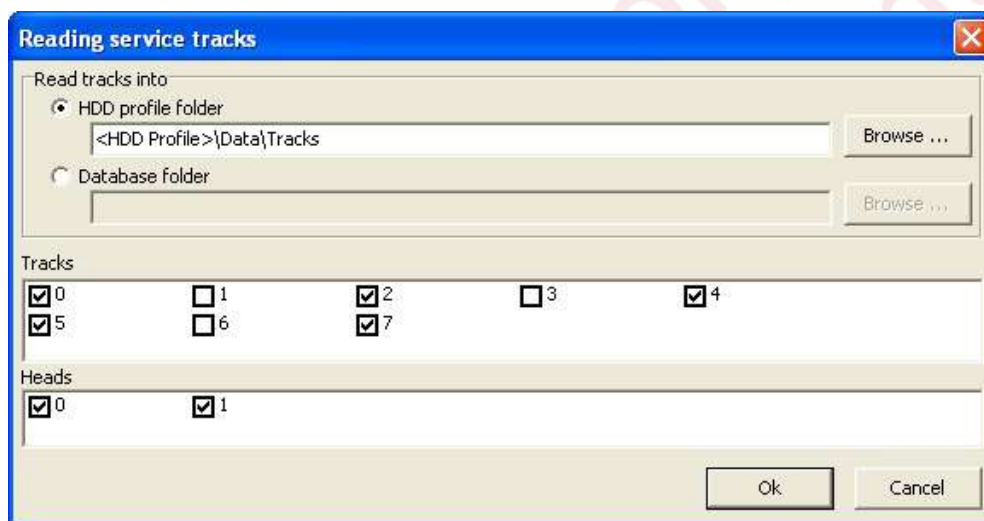 Reading service tracks
Read tracks into
HDD profile folder
<HDD Profile>\Data\Tracks
Browse ...
Database folder
Browse ...
Tracks
0 1 2 3 4
5 6 7
Heads
0 1
Ok Cancel